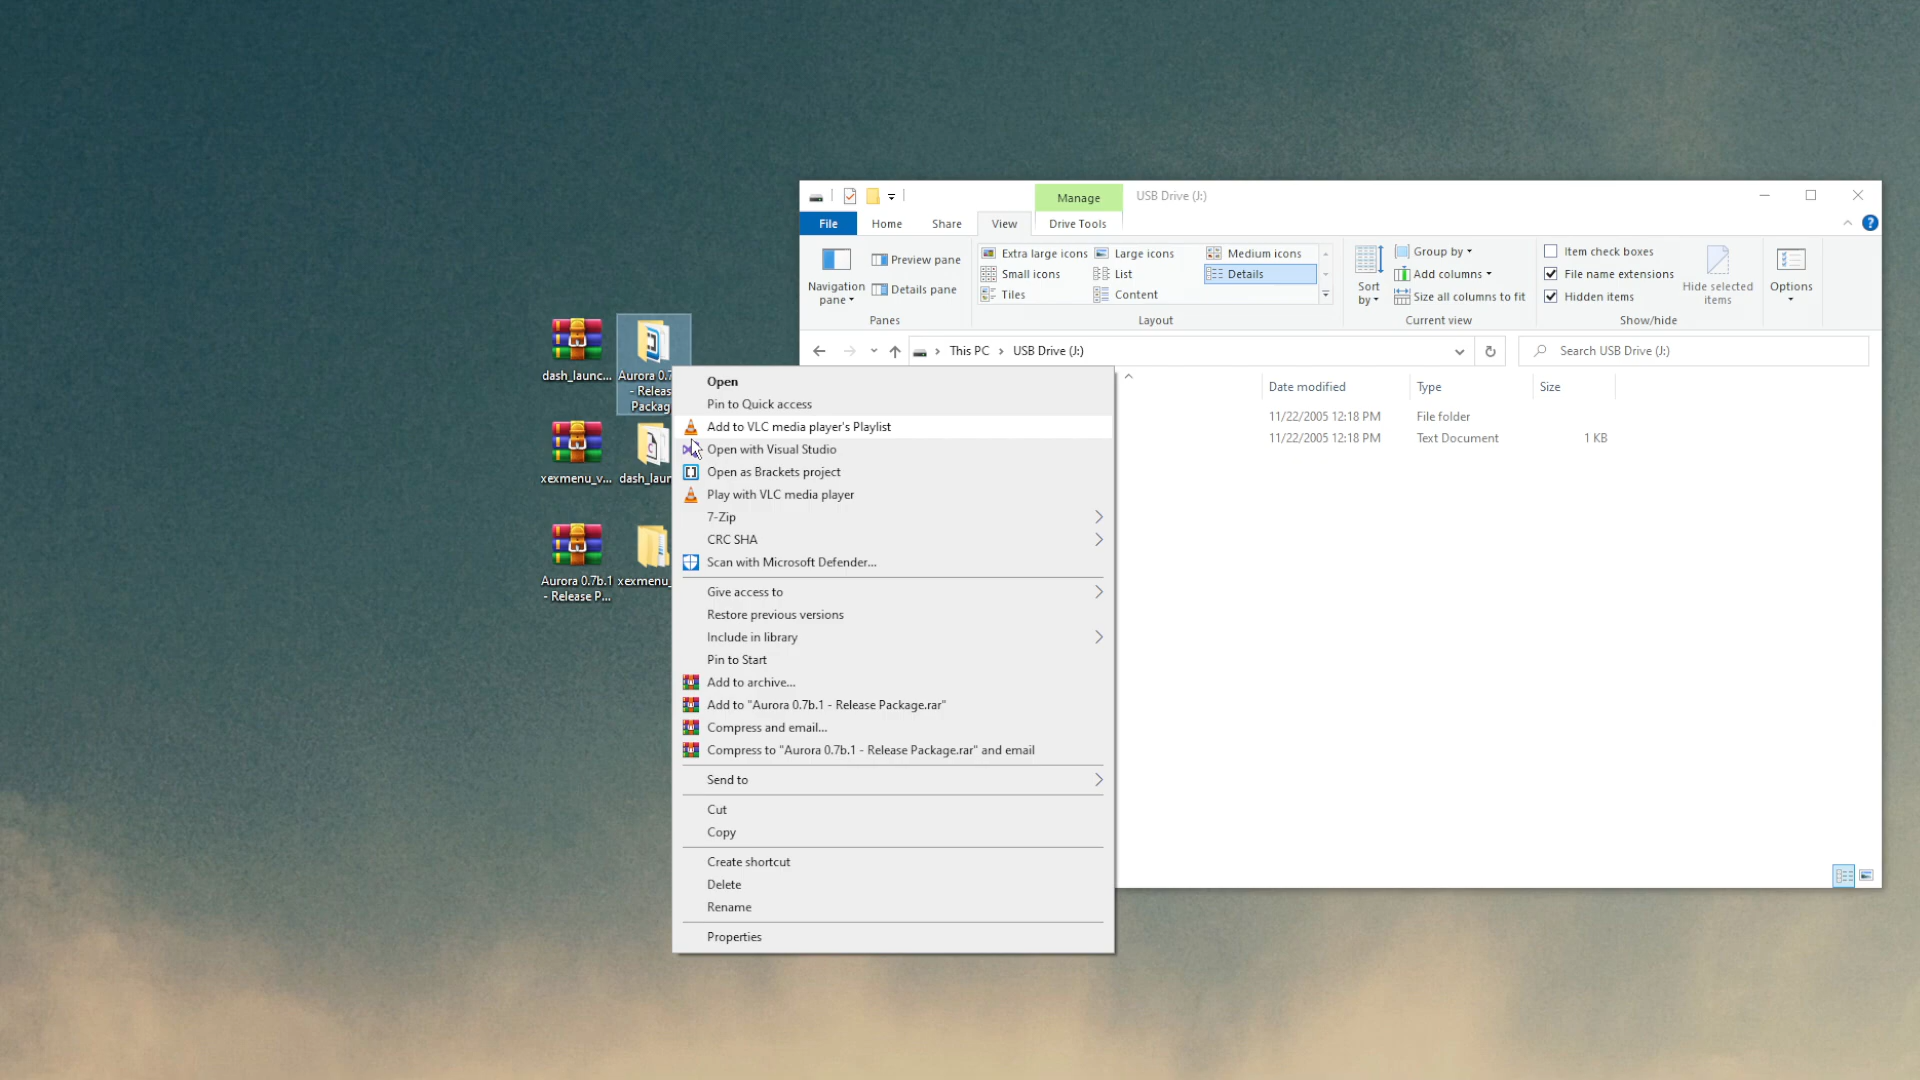 Manage
USB Drive (J:)
File
Home
Share
View
Drive Tools
Navigation
pane
Preview pane
Details pane
Panes
Extra large icons
Large icons
Medium icons
Small icons
List
Details
Tiles
Content
Layout
Sort
by
Group by
Add columns
Size all columns to fit
Current view
Item check boxes
File name extensions
Hidden items
Hide selected
items
Show/hide
Options
This PC
USB Drive (J:)
Search USB Drive (J:)
Date modified
Type
Size
11/22/2005 12:18 PM
File folder
11/22/2005 12:18 PM
Text Document
1 KB
dash_launc...
Aurora 0.7
- Releas
Packag
xexmenu_v...
dash_laun
Aurora 0.7b.1
- Release P...
xexmenu_
Open
Pin to Quick access
Add to VLC media player's Playlist
Open with Visual Studio
Open as Brackets project
Play with VLC media player
7-Zip
CRC SHA
Scan with Microsoft Defender...
Give access to
Restore previous versions
Include in library
Pin to Start
Add to archive...
Add to "Aurora 0.7b.1 - Release Package.rar"
Compress and email...
Compress to "Aurora 0.7b.1 - Release Package.rar" and email
Send to
Cut
Copy
Create shortcut
Delete
Rename
Properties